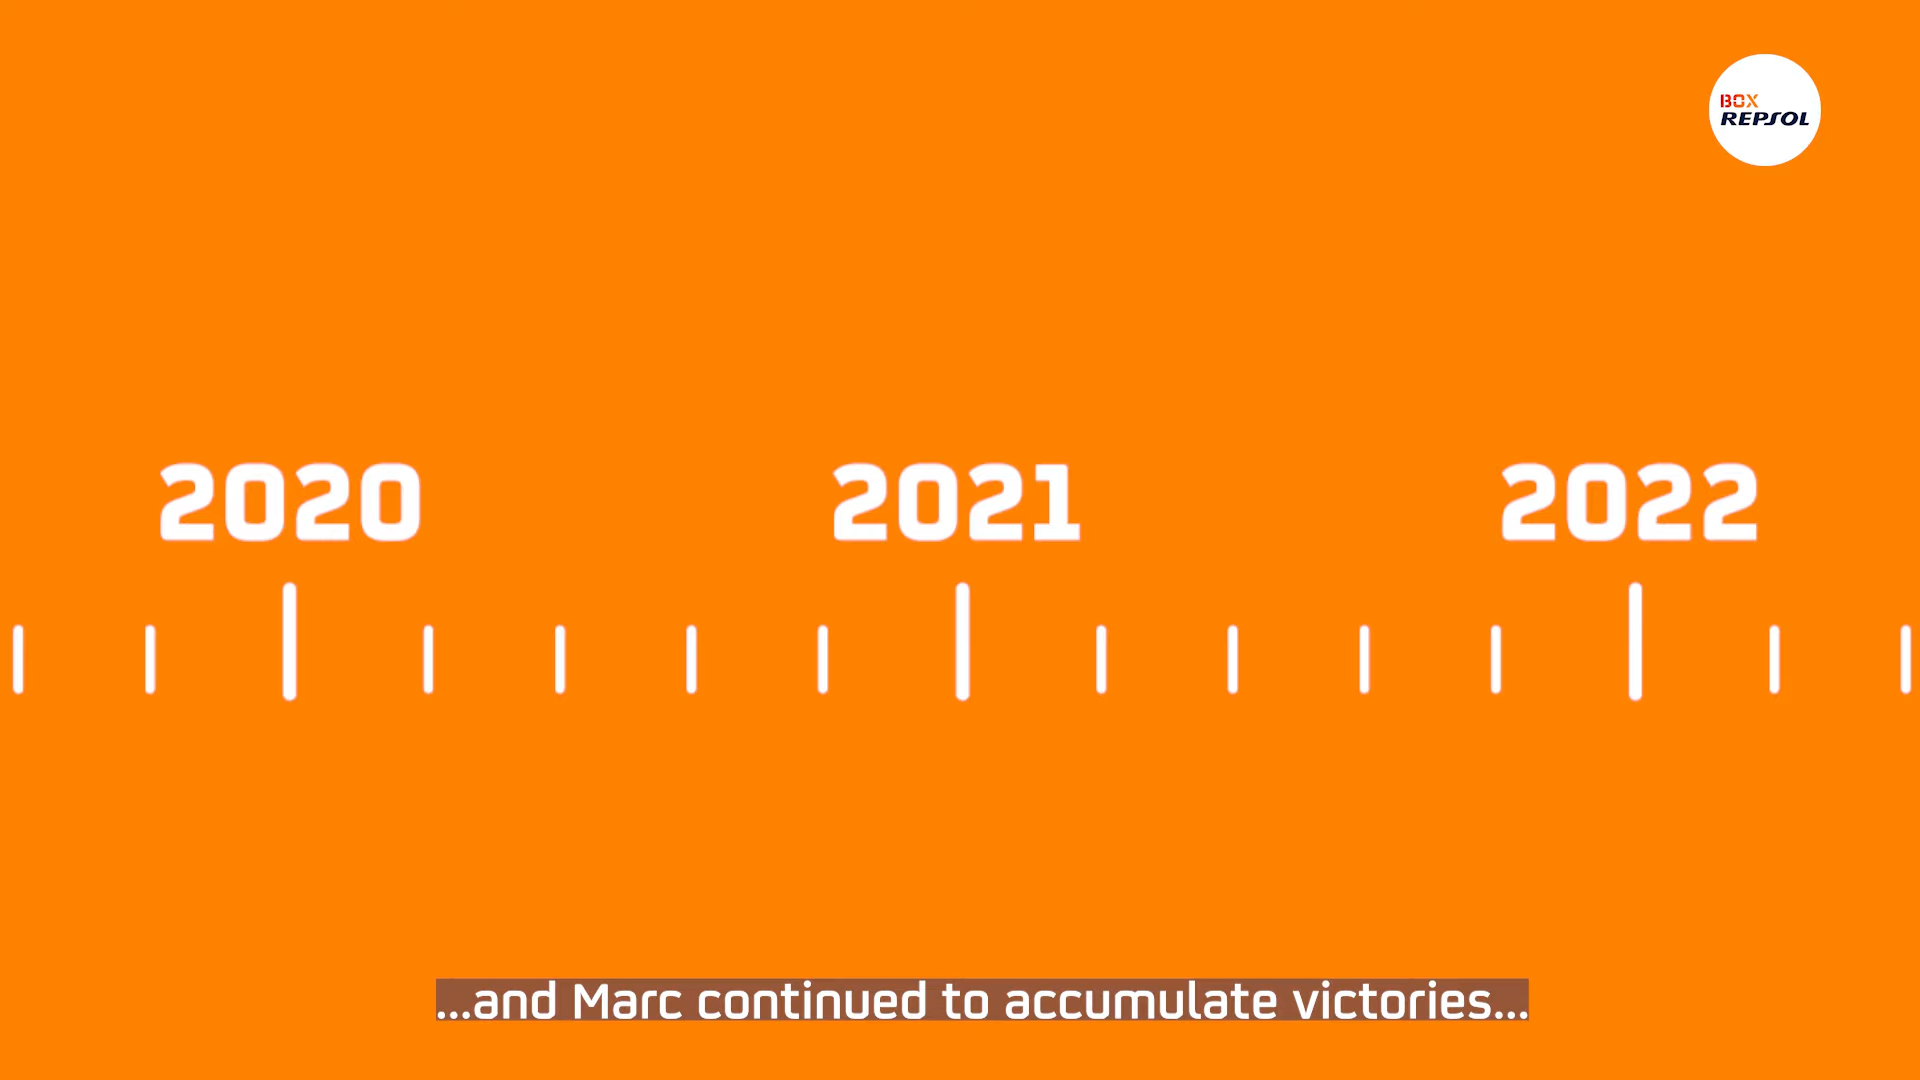 BOX
REPSOL
2020 2021 2022
...and Marc continued to accumulate victories...